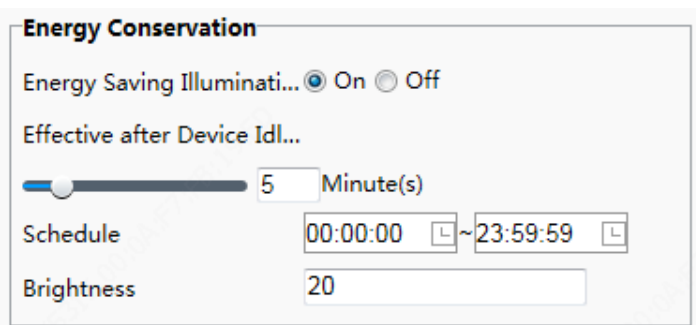 Energy Conservation
Energy Saving Illuminati... On Off
Effective after Device Idl...
5 Minute(s)
Schedule 00:00:00 ~ 23:59:59
Brightness 20